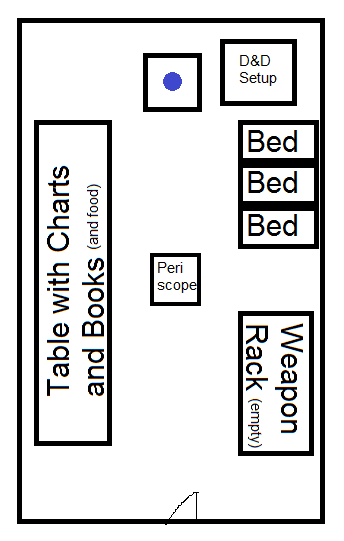 D&D
Setup
Bed
Bed
Bed
Table with Charts
and Books (and food)
Peri
scope
Weapon
Rack (empty)